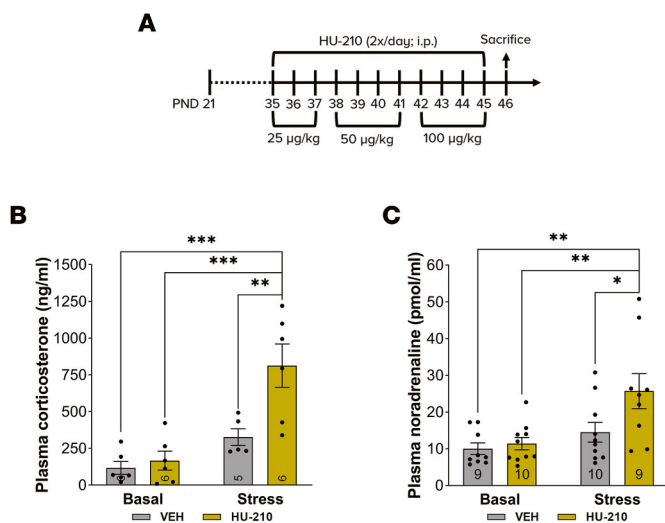 A
HU-210 (2x/day; i.p.)
Sacrifice
PND 21
35 36 37 38 39 40 41 42 43 44 45 46
25 µg/kg 50 µg/kg 100 µg/kg
B
***
***
**
Plasma corticosterone (ng/ml)
1500
1250
1000
750
500
250
0
6 5 6
Basal Stress
VEH HU-210
C
**
**
*
Plasma noradrenaline (pmol/ml)
60
50
40
30
20
10
0
9 10 10 9
Basal Stress
VEH HU-210